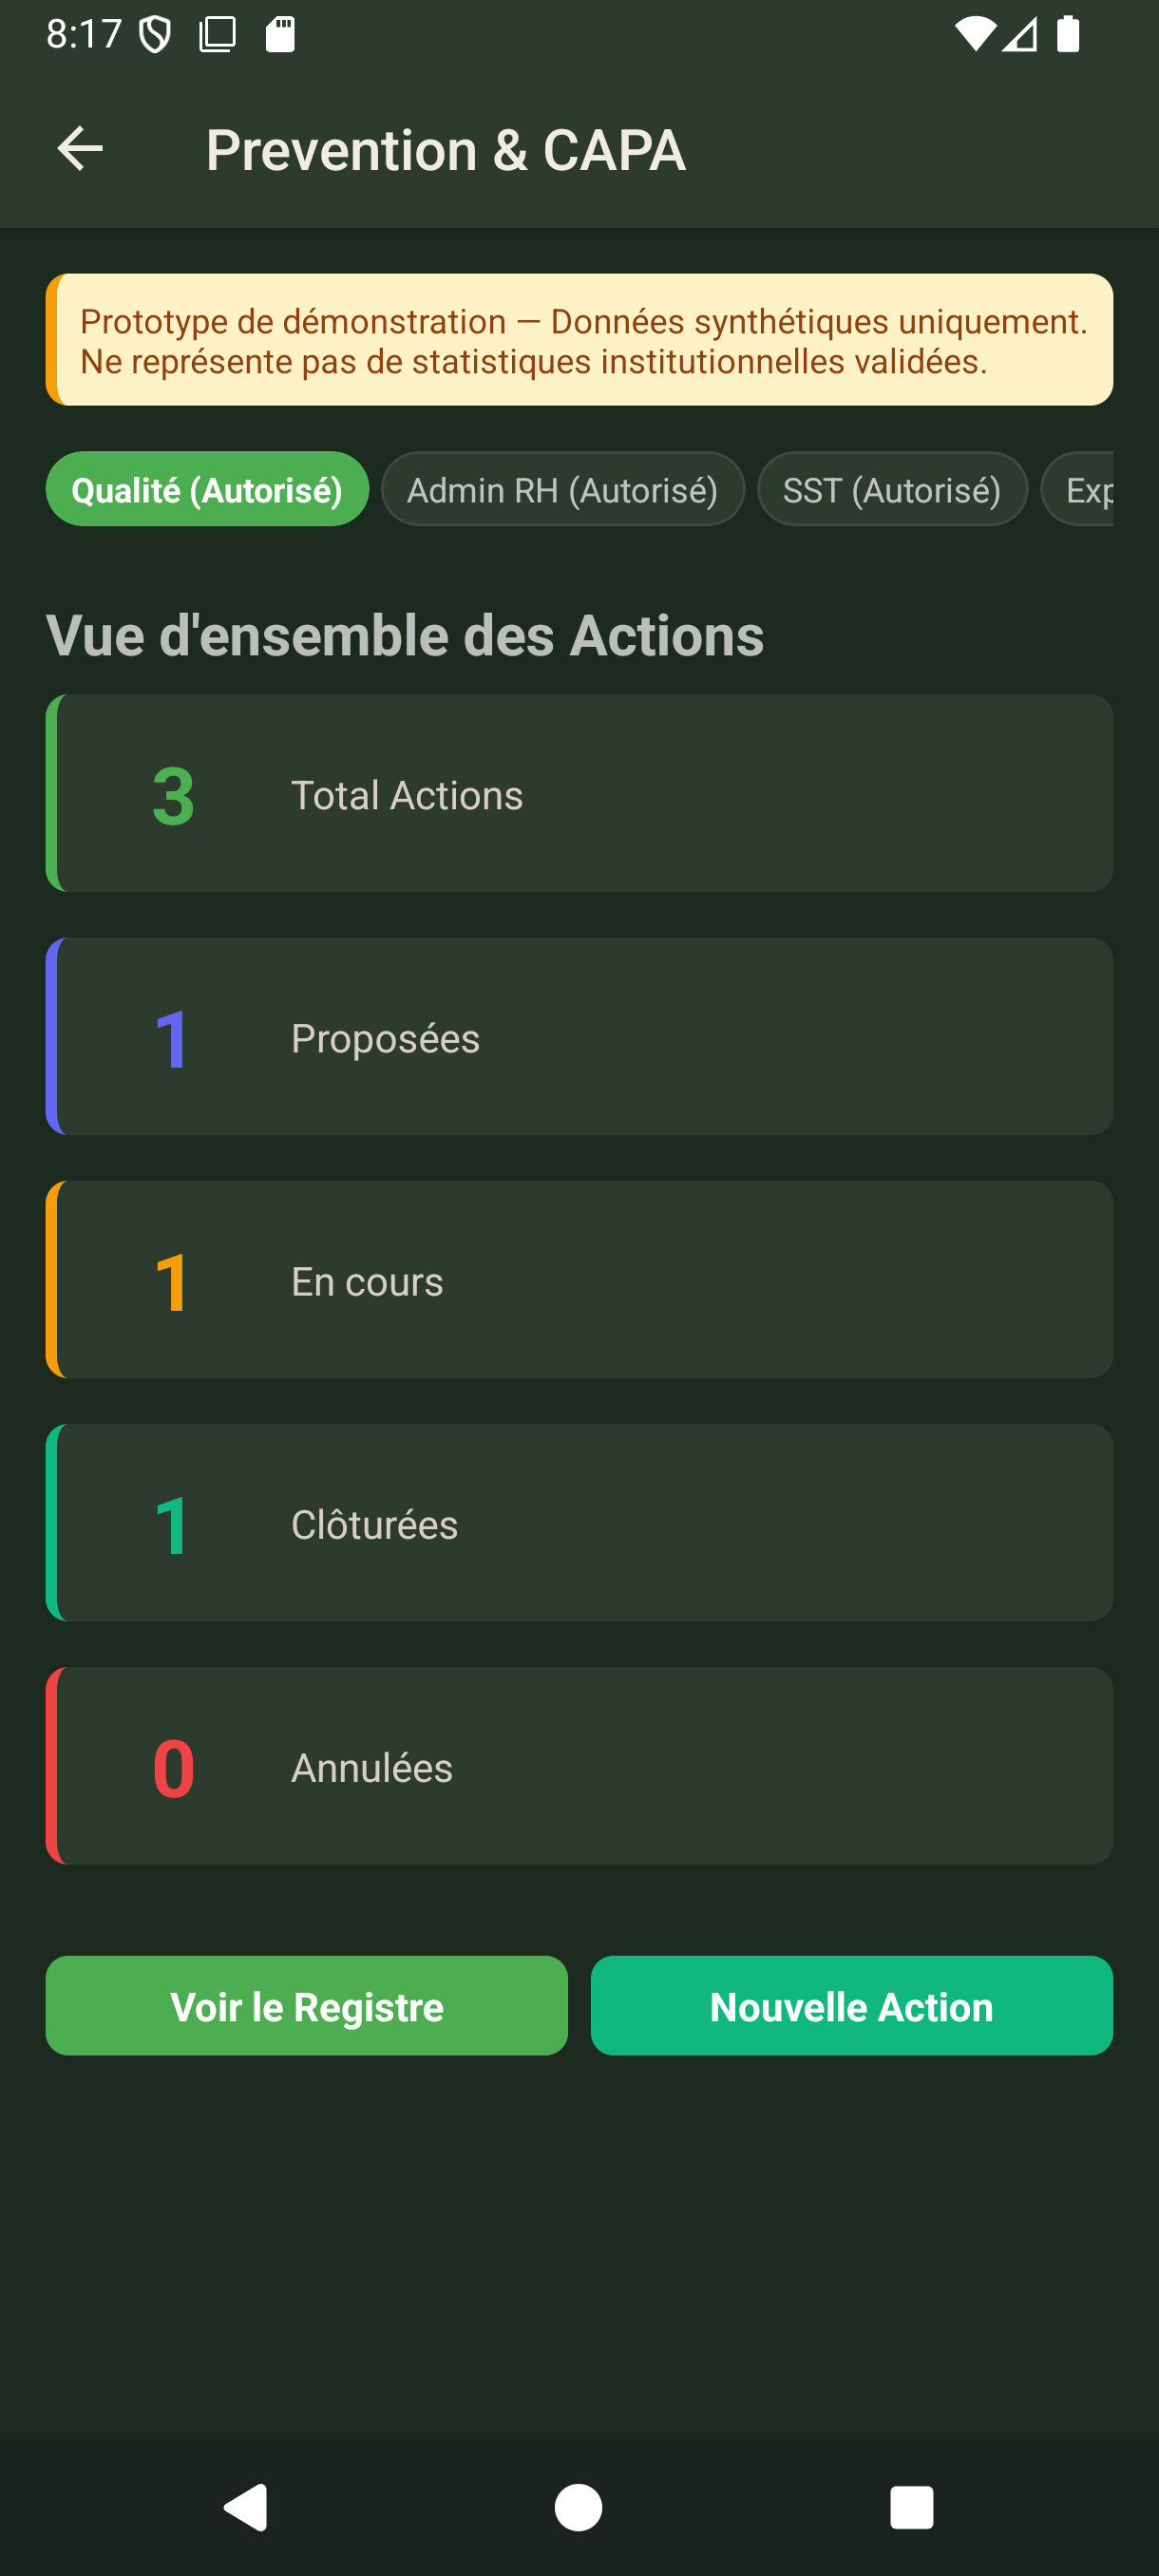 8:17
Prevention & CAPA
Prototype de démonstration — Données synthétiques uniquement.
Ne représente pas de statistiques institutionnelles validées.
Qualité (Autorisé) Admin RH (Autorisé) SST (Autorisé)
Vue d'ensemble des Actions
3 Total Actions
1 Proposées
1 En cours
1 Clôturées
0 Annulées
Voir le Registre Nouvelle Action